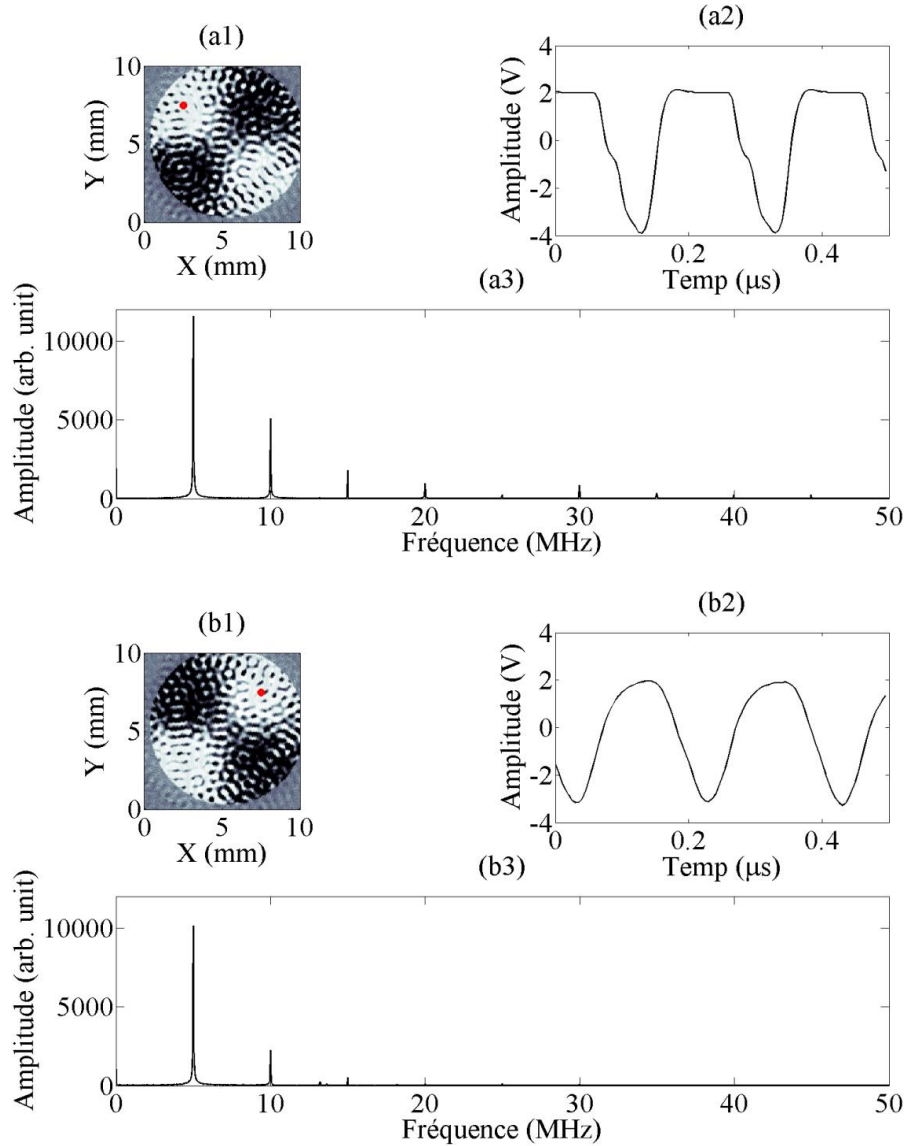 (a1)
10
5
0
0 5 10
Y (mm)
X (mm)
(a2)
4
2
0
-2
-4
0 0.2 0.4
Amplitude (V)
Temp (μs)
(a3)
10000
5000
0
0 10 20 30 40 50
Amplitude (arb. unit)
Fréquence (MHz)
(b1)
10
5
0
0 5 10
Y (mm)
X (mm)
(b2)
4
2
0
-2
-4
0 0.2 0.4
Amplitude (V)
Temp (μs)
(b3)
10000
5000
0
0 10 20 30 40 50
Amplitude (arb. unit)
Fréquence (MHz)